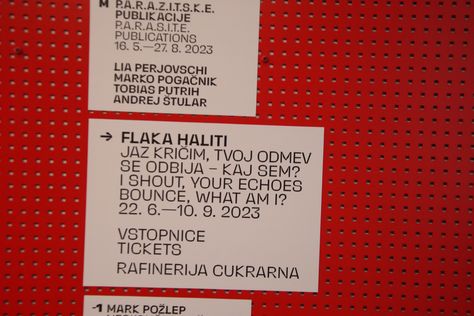 M P.A.R.A.Z.I.T.S.K.E.
PUBLIKACIJE
P.A.R.A.S.I.T.E.
PUBLICATIONS
16. 5.—27. 8. 2023
LIA PERJOVSCHI
MARKO POGAČNIK
TOBIAS PUTRIH
ANDREJ ŠTULAR
→ FLAKA HALITI
JAZ KRIČIM, TVOJ ODMEV
SE ODBIJA – KAJ SEM?
I SHOUT, YOUR ECHOES
BOUNCE, WHAT AM I?
22. 6.—10. 9. 2023
VSTOPNICE
TICKETS
RAFINERIJA CUKRARNA
-1 MARK POŽLEP